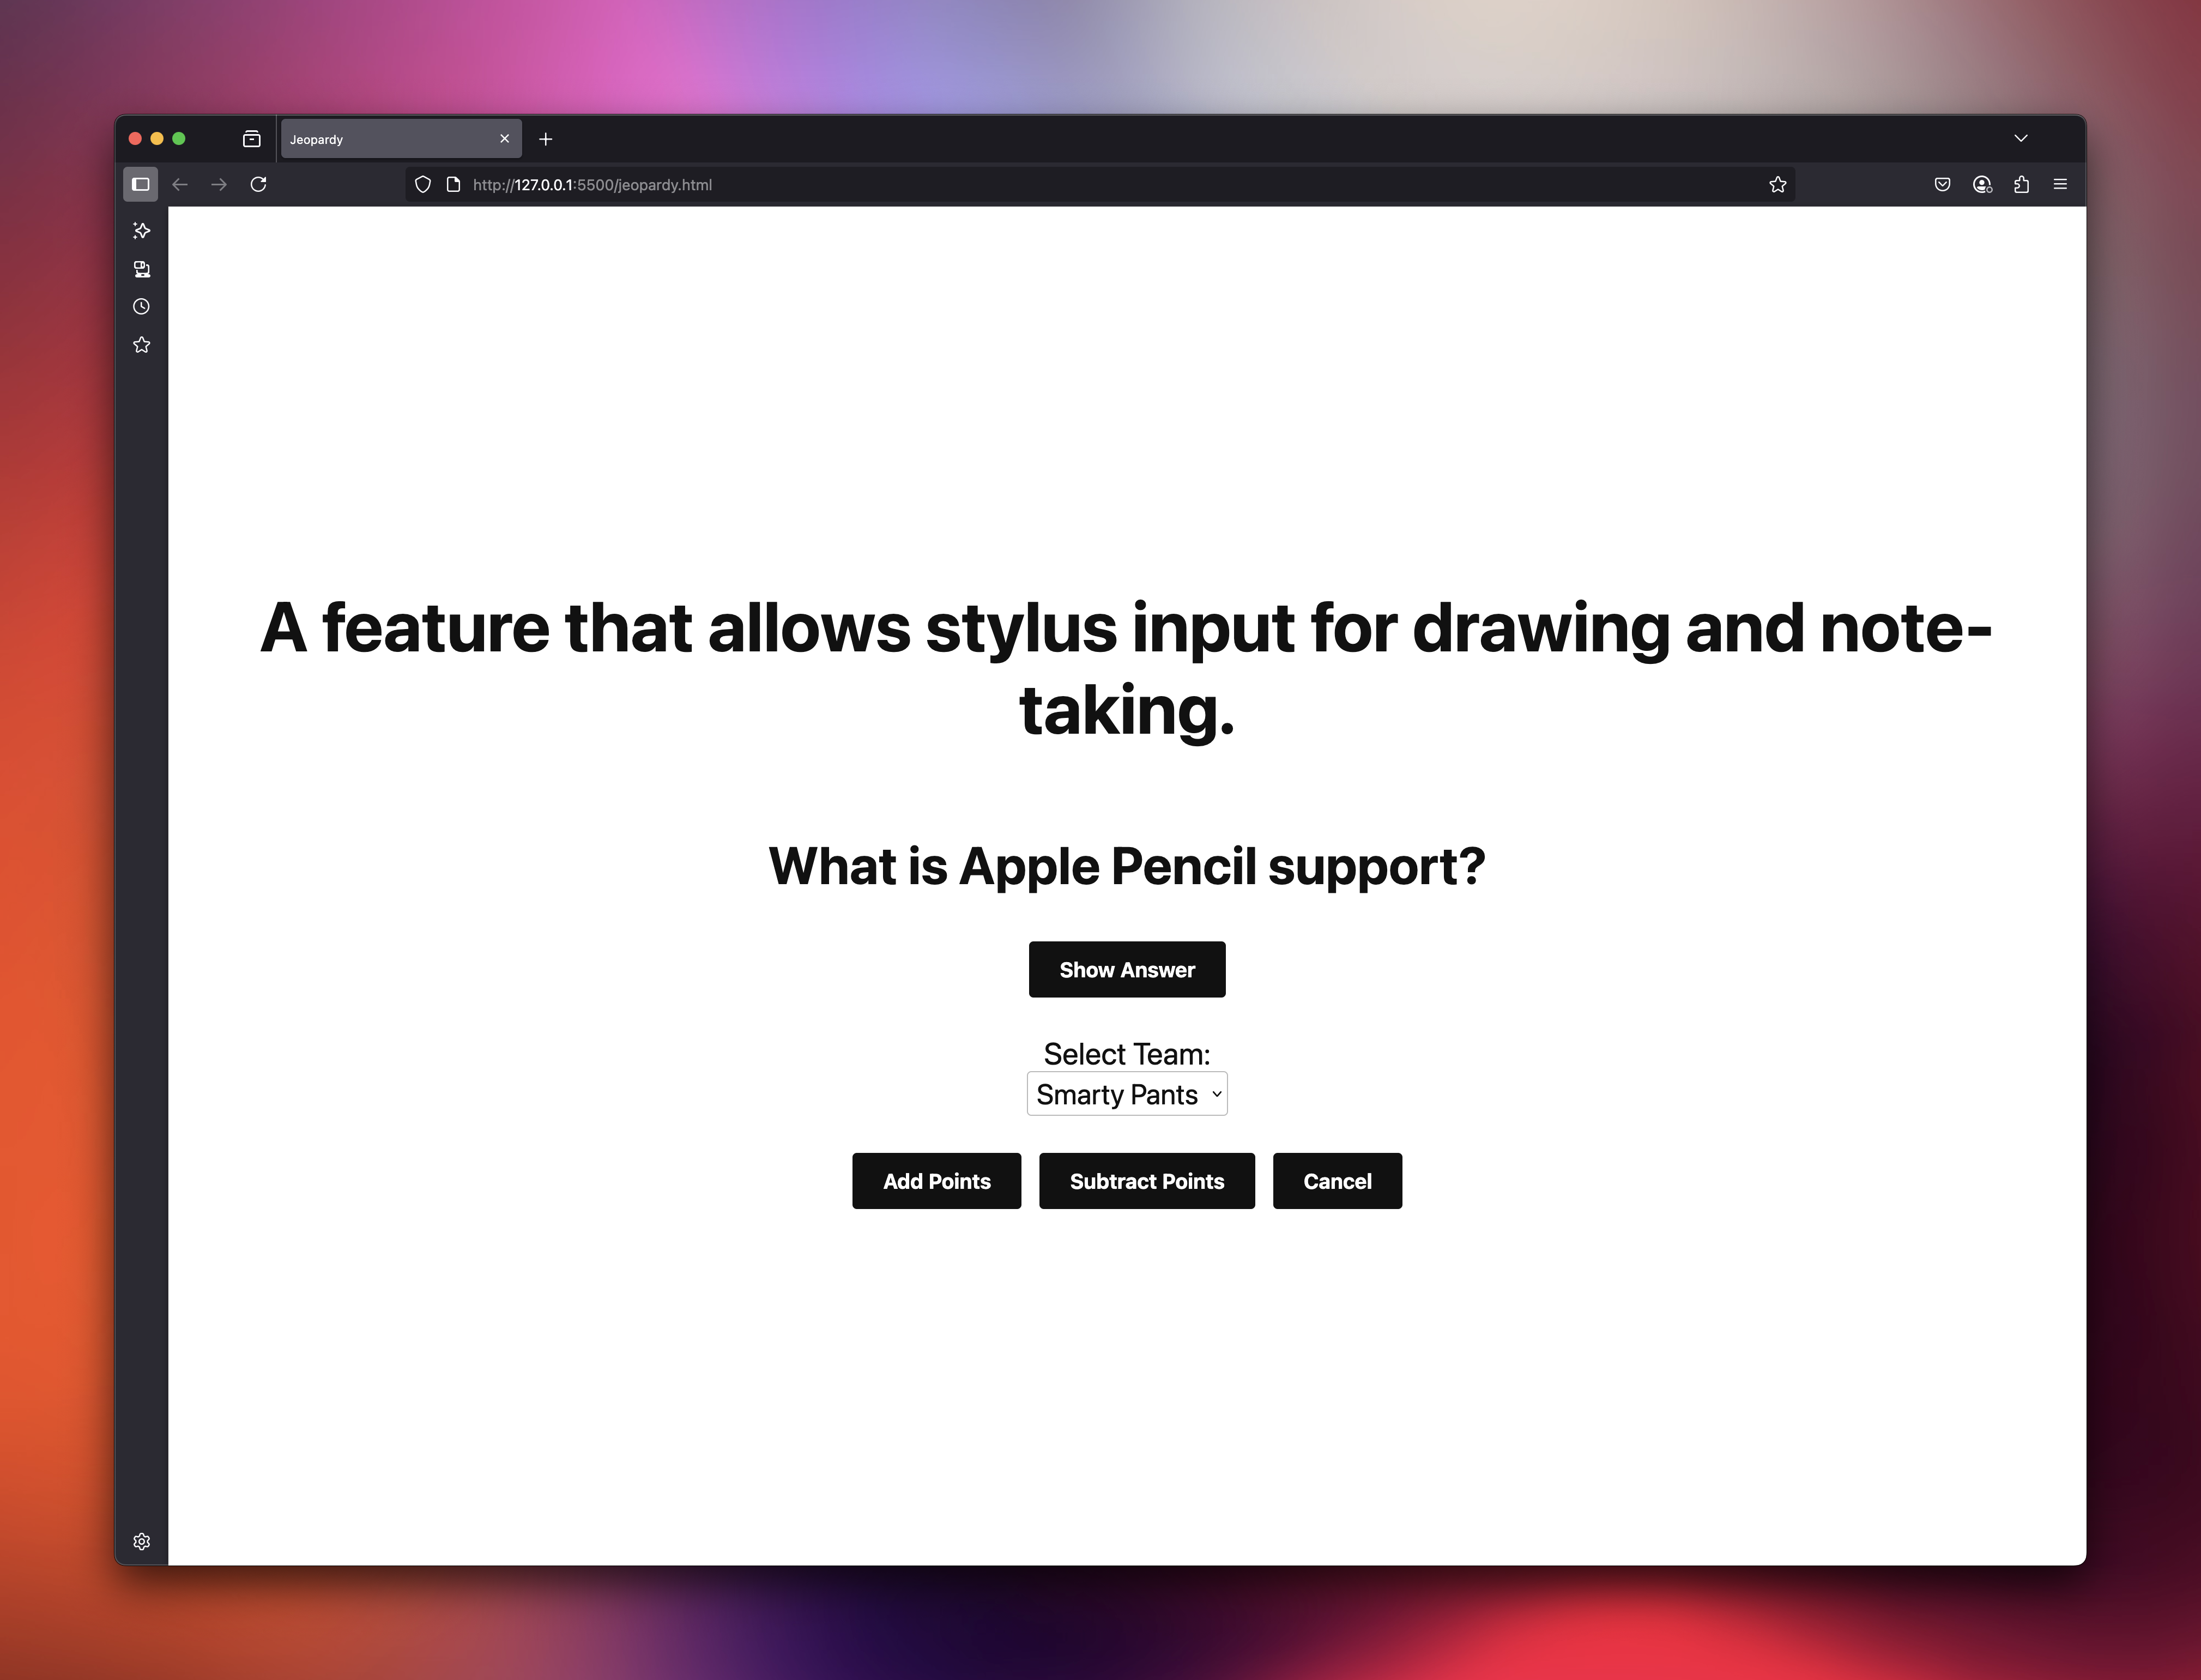 Jeopardy
http://127.0.0.1:5500/jeopardy.html
A feature that allows stylus input for drawing and note-
taking.
What is Apple Pencil support?
Show Answer
Select Team:
Smarty Pants
Add Points Subtract Points Cancel